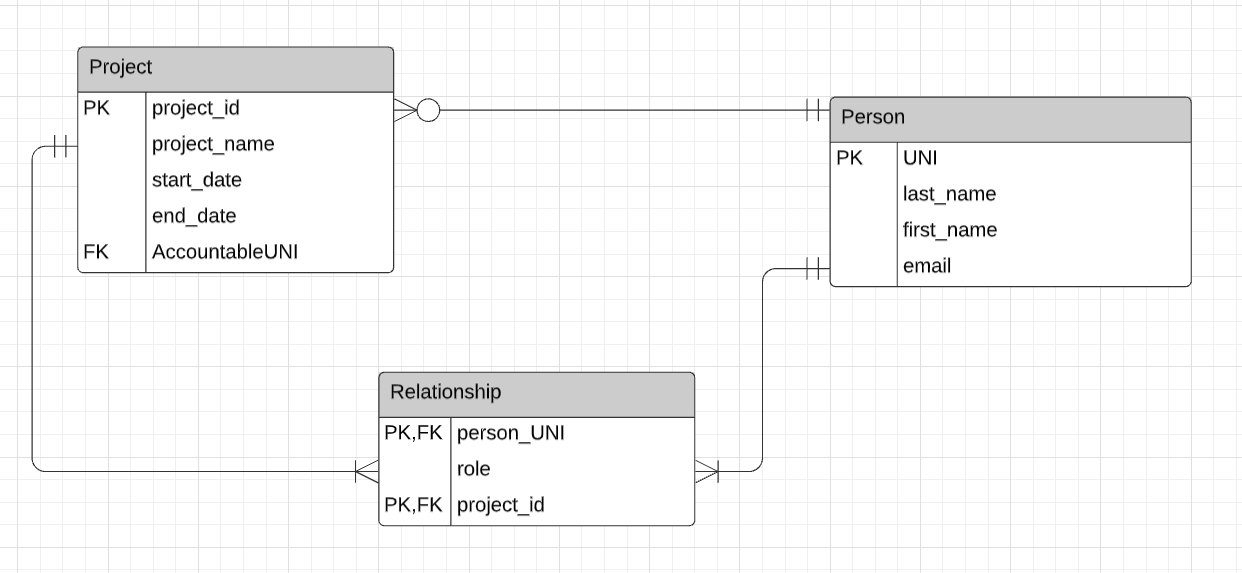 Project
PK project_id
project_name
start_date
end_date
FK AccountableUNI
Person
PK UNI
last_name
first_name
email
Relationship
PK,FK person_UNI
role
PK,FK project_id